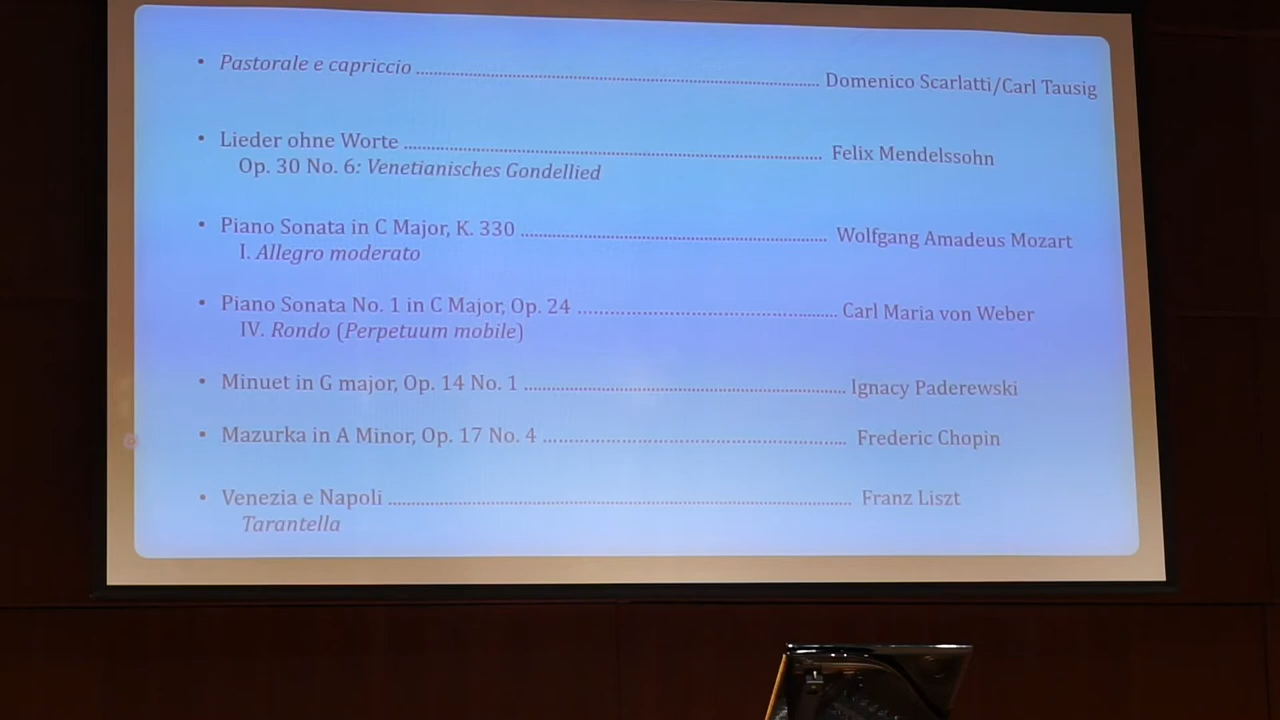 • Pastorale e capriccio ........................ Domenico Scarlatti/Carl Tausig
• Lieder ohne Worte ........................ Felix Mendelssohn
Op. 30 No. 6: Venetianisches Gondellied
• Piano Sonata in C Major, K. 330 ........................ Wolfgang Amadeus Mozart
I. Allegro moderato
• Piano Sonata No. 1 in C Major, Op. 24 ........................ Carl Maria von Weber
IV. Rondo (Perpetuum mobile)
• Minuet in G major, Op. 14 No. 1 ........................ Ignacy Paderewski
• Mazurka in A Minor, Op. 17 No. 4 ........................ Frederic Chopin
• Venezia e Napoli ........................ Franz Liszt
Tarantella